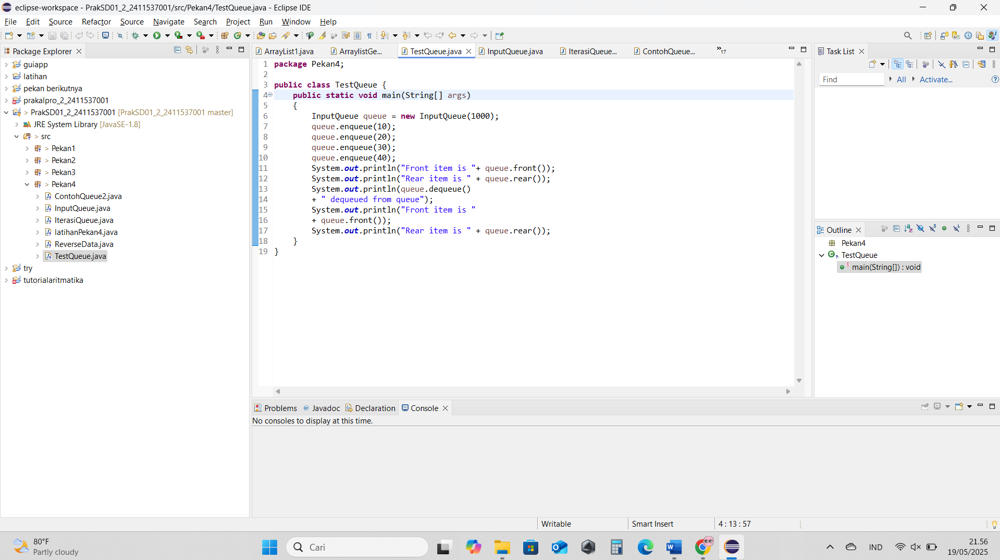 eclipse-workspace - PrakSD01_2_2411537001/src/Pekan4/TestQueue.java - Eclipse IDE
File Edit Source Refactor Source Navigate Search Project Run Window Help
Package Explorer
guiapp
latihan
pekan berikutnya
prakalpro_2_2411537001
> PrakSD01_2_2411537001 [PrakSD01_2_2411537001 master]
JRE System Library [JavaSE-1.8]
> src
> Pekan1
> Pekan2
> Pekan3
> Pekan4
ContohQueue2.java
InputQueue.java
IterasiQueue.java
latihanPekan4.java
ReverseData.java
TestQueue.java
try
tutorialaritmatika
ArrayList1.java ArraylistGe... TestQueue.java InputQueue.java IterasiQueue... ContohQueue... »17
1 package Pekan4;
2
3 public class TestQueue {
4 public static void main(String[] args)
5 {
6 InputQueue queue = new InputQueue(1000);
7 queue.enqueue(10);
8 queue.enqueue(20);
9 queue.enqueue(30);
10 queue.enqueue(40);
11 System.out.println("Front item is "+ queue.front());
12 System.out.println("Rear item is " + queue.rear());
13 System.out.println(queue.dequeue()
14 + " dequeued from queue");
15 System.out.println("Front item is "
16 + queue.front());
17 System.out.println("Rear item is " + queue.rear());
18 }
19 }
Task List
Find All Activate...
Outline
Pekan4
TestQueue
main(String[]) : void
Problems @ Javadoc Declaration Console
No consoles to display at this time.
Writable Smart Insert 4 : 13 : 57
80°F
Partly cloudy
Cari
IND
21.56
19/05/2025